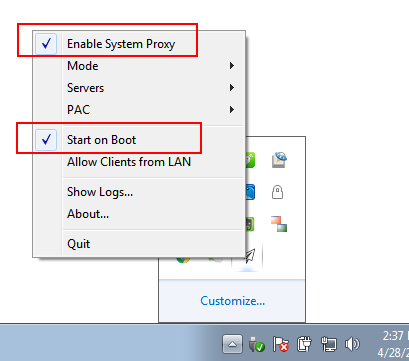 Enable System Proxy
Mode
Servers
PAC
Start on Boot
Allow Clients from LAN
Show Logs...
About...
Quit
Customize...
2:37
4/28/2